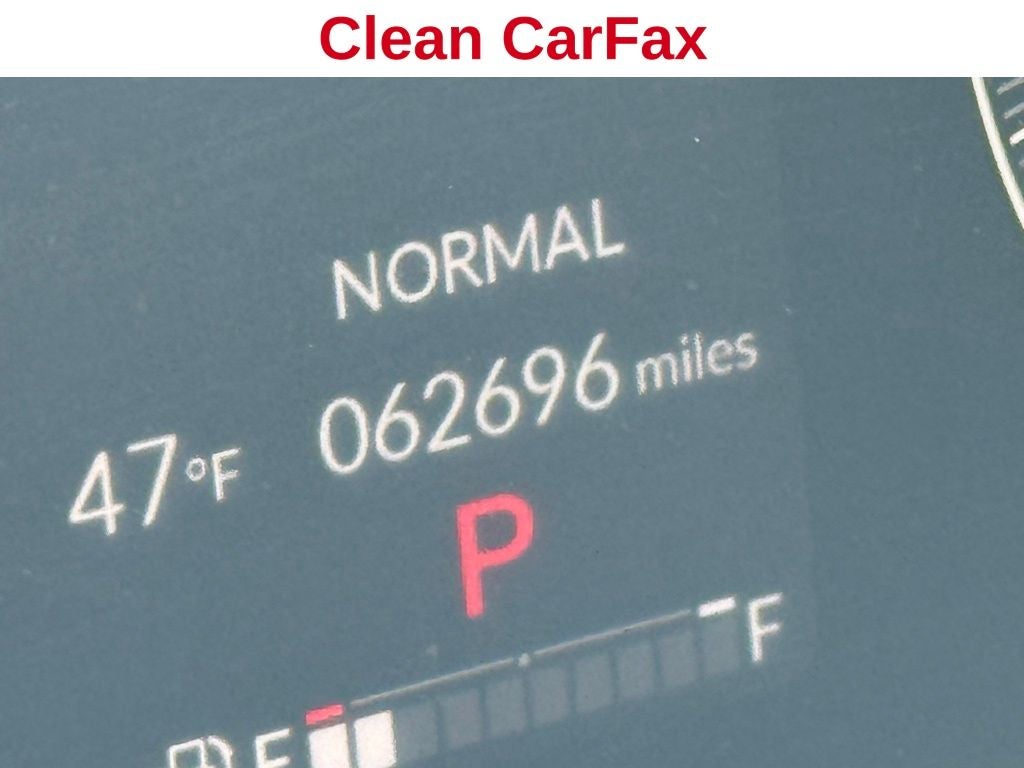 Clean CarFax
NORMAL
062696 miles
47°F
P
F
E